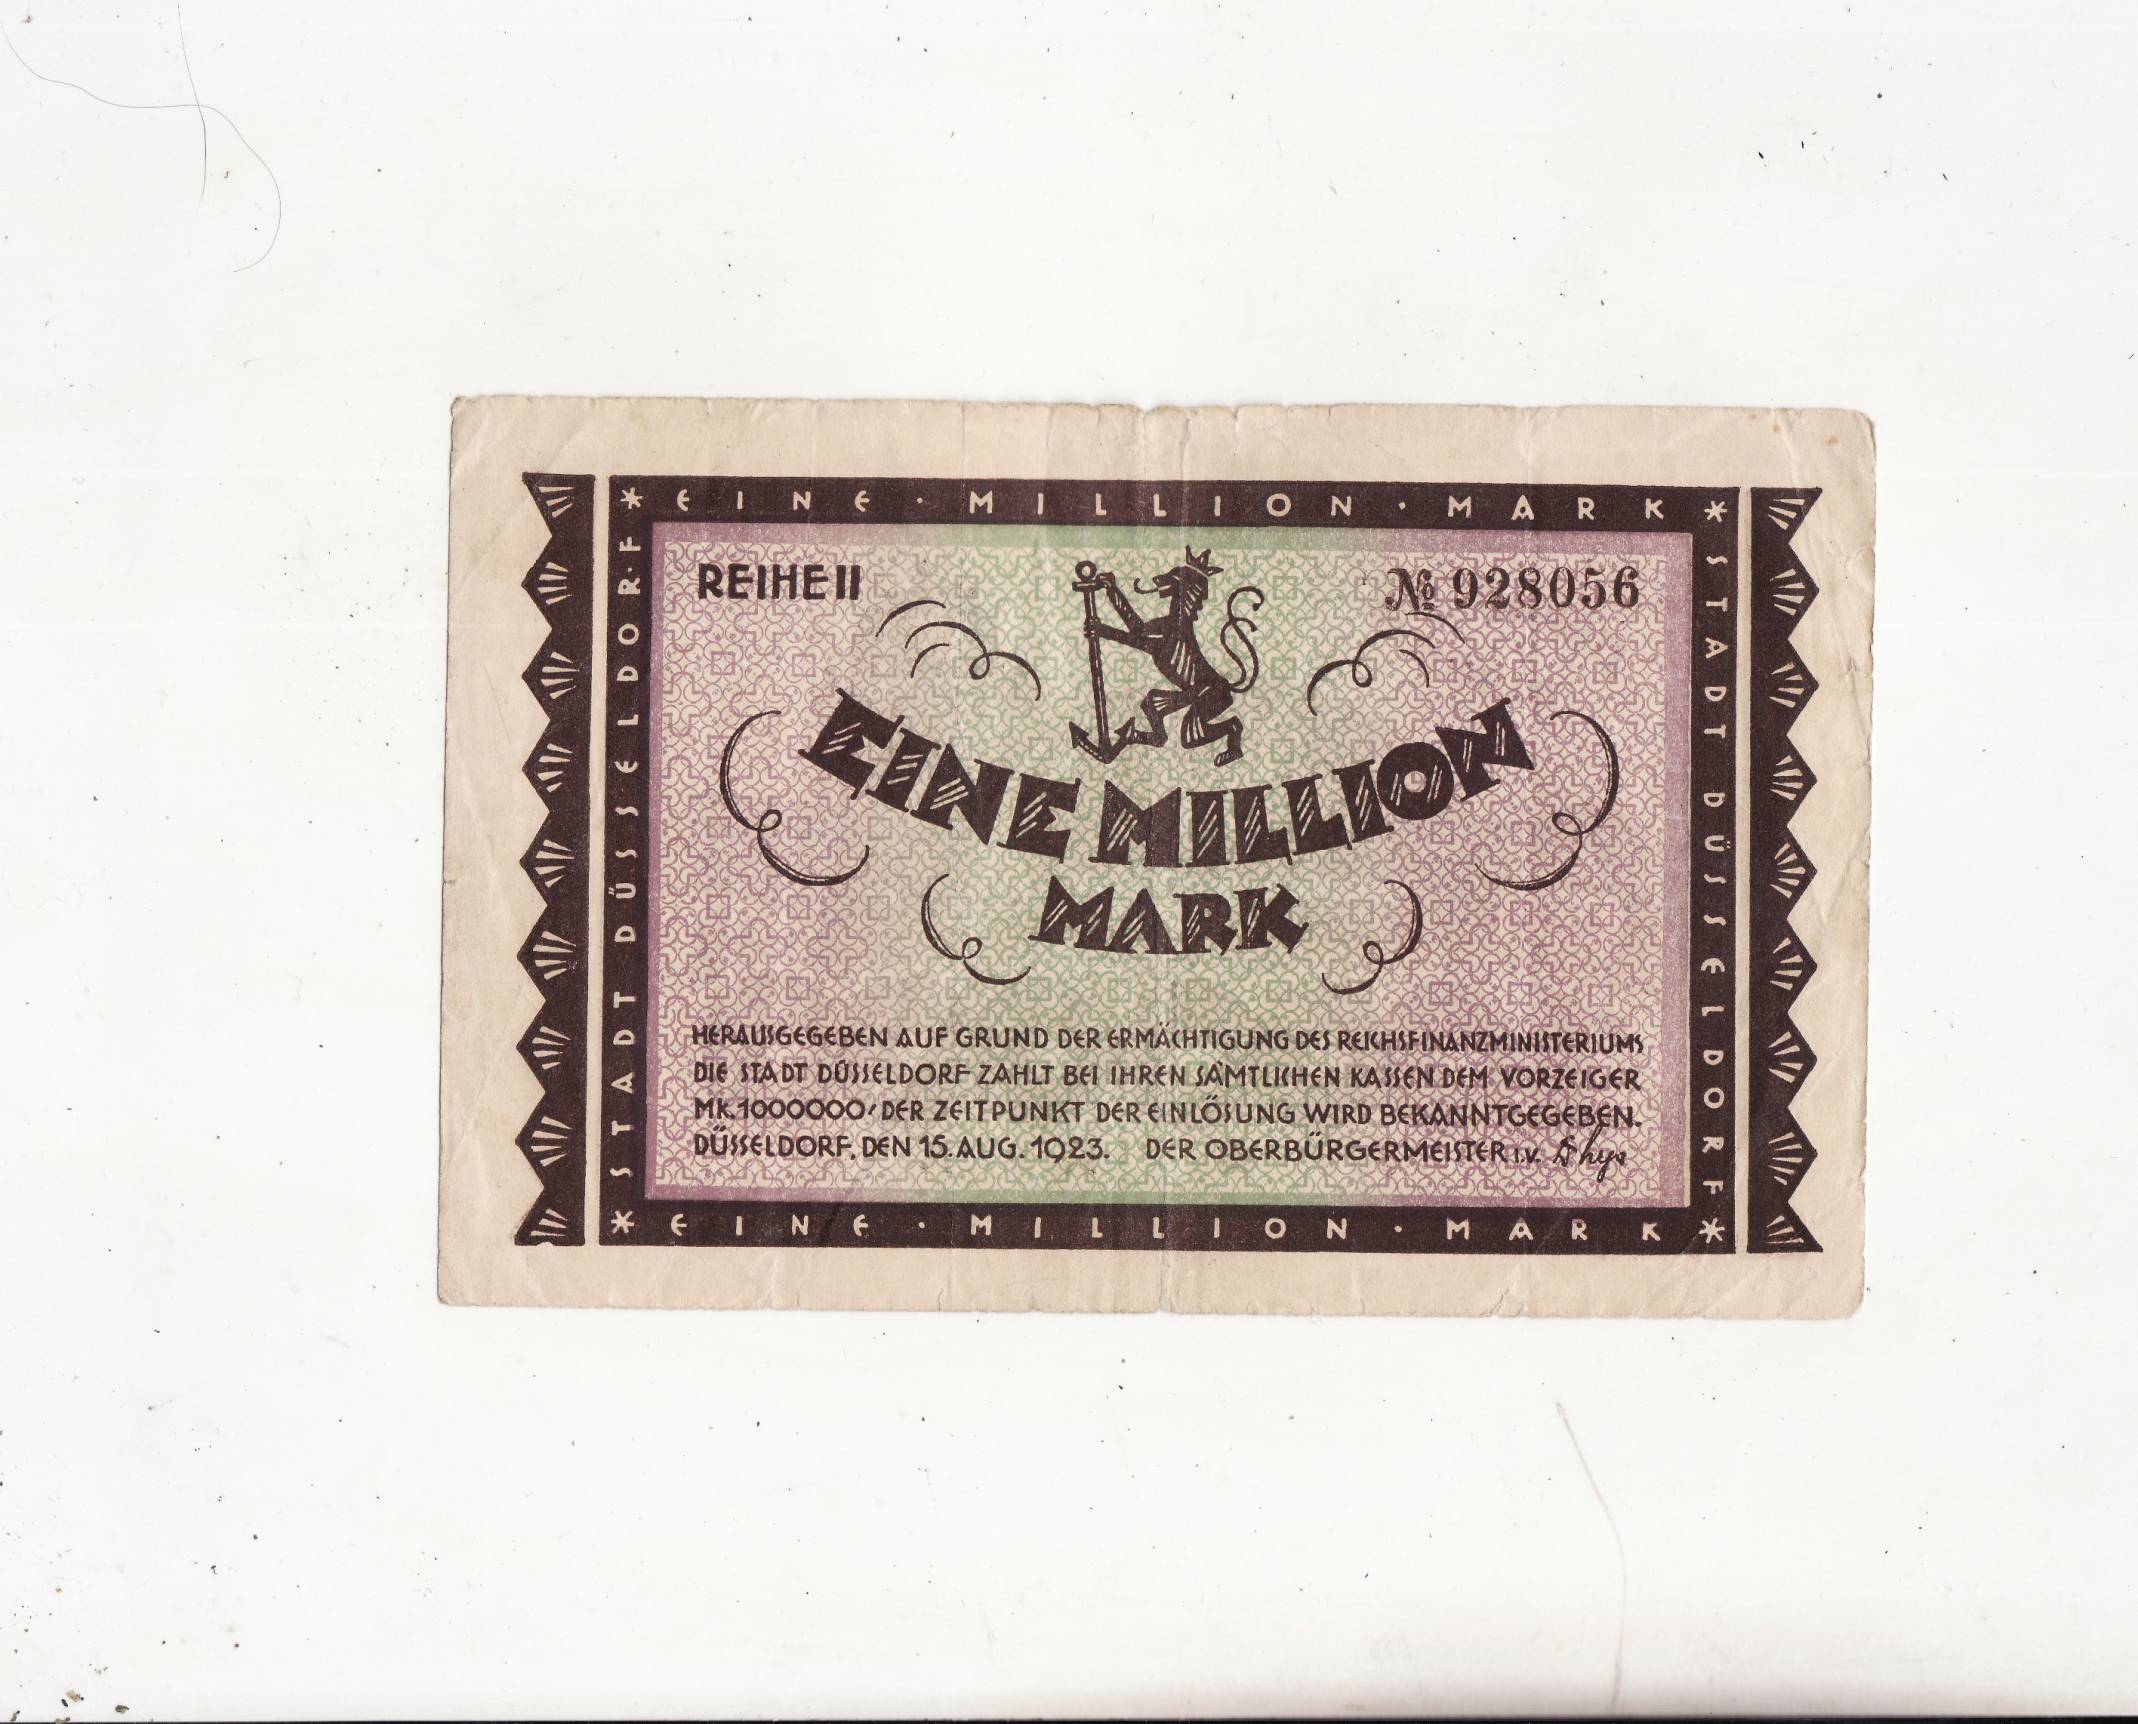 * EINE · MILLION · MARK *
STADT DÜSSELDORF
REIHE II
№ 928056
EINE MILLION
MARK
HERAUSGEGEBEN AUF GRUND DER ERMÄCHTIGUNG DES REICHSFINANZMINISTERIUMS
DIE STADT DÜSSELDORF ZAHLT BEI IHREN SÄMTLICHEN KASSEN DEM VORZEIGER
MK. 1000000, DER ZEITPUNKT DER EINLÖSUNG WIRD BEKANNTGEGEBEN.
DÜSSELDORF, DEN 15. AUG. 1923. DER OBERBÜRGERMEISTER I.V.
STADT DÜSSELDORF
* EINE · MILLION · MARK *